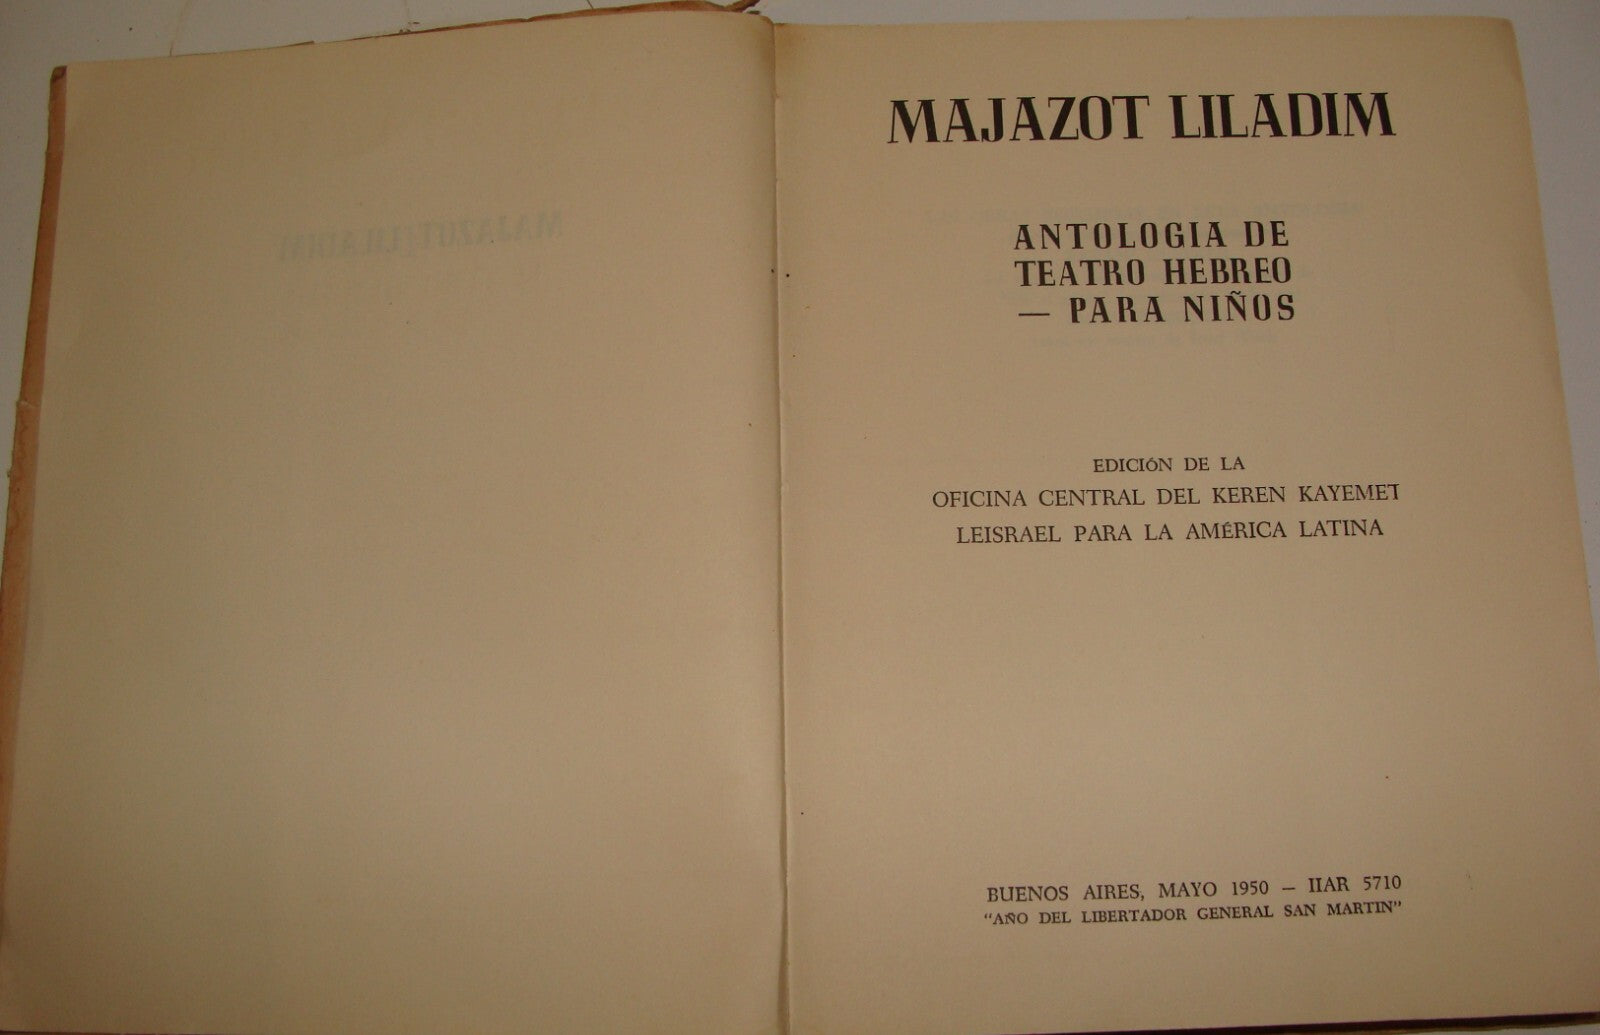 MAJAZOT LILADIM
ANTOLOGIA DE
TEATRO HEBREO
— PARA NIÑOS
EDICIÓN DE LA
OFICINA CENTRAL DEL KEREN KAYEMET
LEISRAEL PARA LA AMÉRICA LATINA
BUENOS AIRES, MAYO 1950 — IIAR 5710
"AÑO DEL LIBERTADOR GENERAL SAN MARTIN"